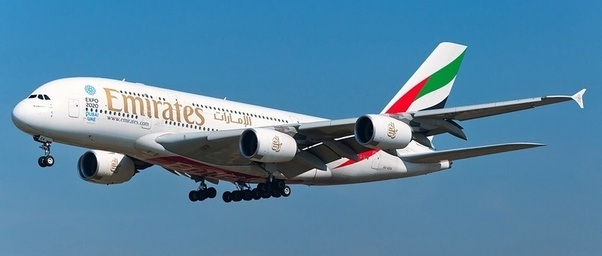 EXPO
2020
DUBAI
UAE
Emirates
الإمارات
www.emirates.com